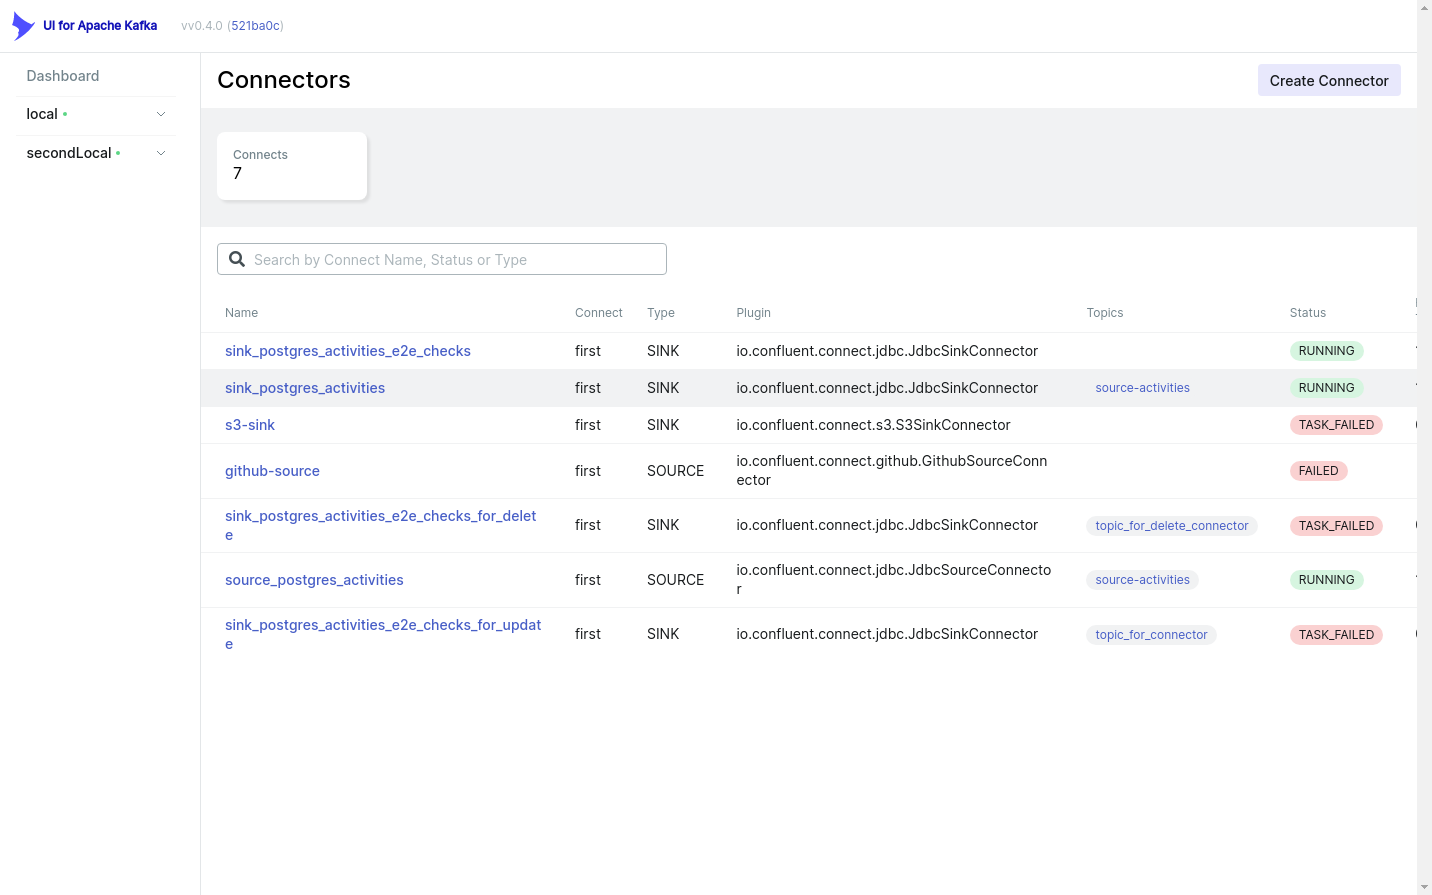 UI for Apache Kafka vv0.4.0 (521ba0c)
Dashboard
local
secondLocal
Connectors
Create Connector
Connects
7
Search by Connect Name, Status or Type
Name Connect Type Plugin Topics Status
sink_postgres_activities_e2e_checks first SINK io.confluent.connect.jdbc.JdbcSinkConnector RUNNING
sink_postgres_activities first SINK io.confluent.connect.jdbc.JdbcSinkConnector source-activities RUNNING
s3-sink first SINK io.confluent.connect.s3.S3SinkConnector TASK_FAILED
github-source first SOURCE io.confluent.connect.github.GithubSourceConn
ector FAILED
sink_postgres_activities_e2e_checks_for_delet
e first SINK io.confluent.connect.jdbc.JdbcSinkConnector topic_for_delete_connector TASK_FAILED
source_postgres_activities first SOURCE io.confluent.connect.jdbc.JdbcSourceConnecto
r source-activities RUNNING
sink_postgres_activities_e2e_checks_for_updat
e first SINK io.confluent.connect.jdbc.JdbcSinkConnector topic_for_connector TASK_FAILED